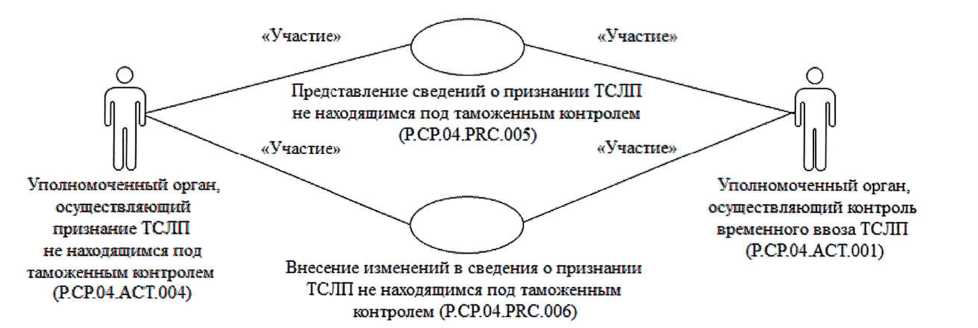 «Участие»
«Участие»
Представление сведений о признании ТСЛП
не находящимся под таможенным контролем
(P.CP.04.PRC.005)
«Участие»
«Участие»
Уполномоченный орган,
осуществляющий
признание ТСЛП
не находящимся под
таможенным контролем
(P.CP.04.ACT.004)
Уполномоченный орган,
осуществляющий контроль
временного ввоза ТСЛП
(P.CP.04.ACT.001)
Внесение изменений в сведения о признании
ТСЛП не находящимся под таможенным
контролем (P.CP.04.PRC.006)